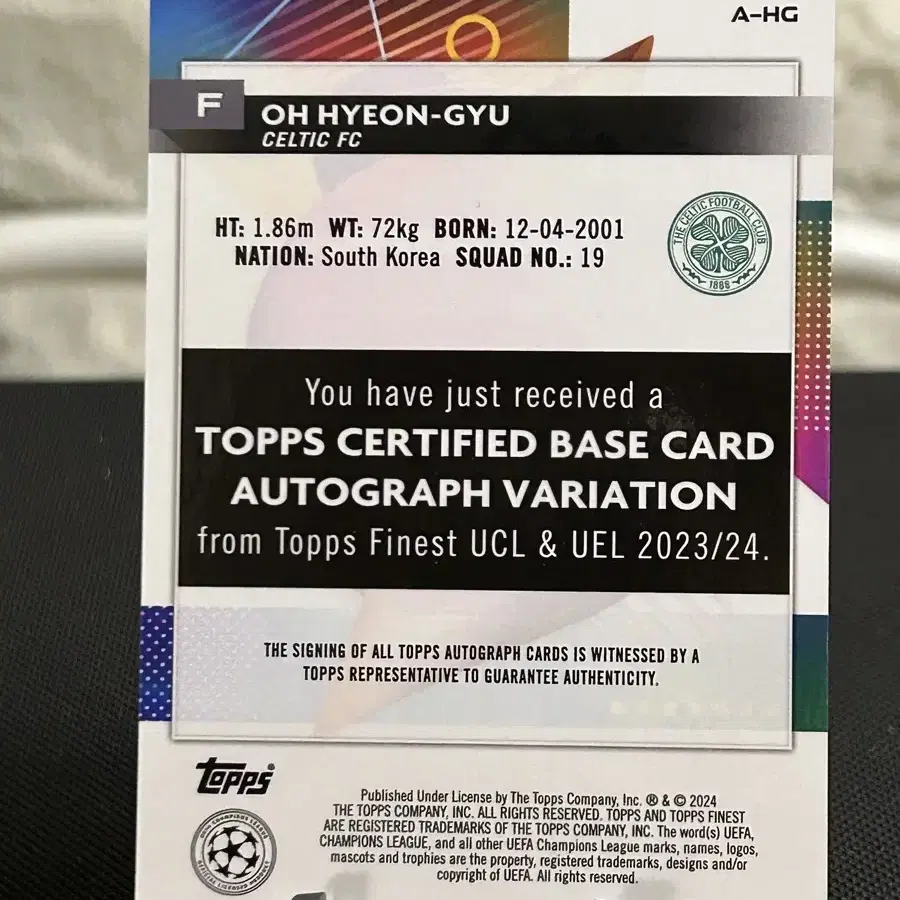 A-HG
F
OH HYEON-GYU
CELTIC FC
HT: 1.86m WT: 72kg BORN: 12-04-2001
NATION: South Korea SQUAD NO.: 19
THE CELTIC FOOTBALL CLUB
1888
You have just received a
TOPPS CERTIFIED BASE CARD
AUTOGRAPH VARIATION
from Topps Finest UCL & UEL 2023/24.
THE SIGNING OF ALL TOPPS AUTOGRAPH CARDS IS WITNESSED BY A
TOPPS REPRESENTATIVE TO GUARANTEE AUTHENTICITY.
Topps®
Published Under License by The Topps Company, Inc. ® & © 2024
THE TOPPS COMPANY, INC. ALL RIGHTS RESERVED. TOPPS AND TOPPS FINEST
ARE REGISTERED TRADEMARKS OF THE TOPPS COMPANY, INC. The word(s) UEFA,
CHAMPIONS LEAGUE, and all other UEFA Champions League marks, names, logos,
mascots and trophies are the property, registered trademarks, designs and/or
copyright of UEFA. All rights reserved.